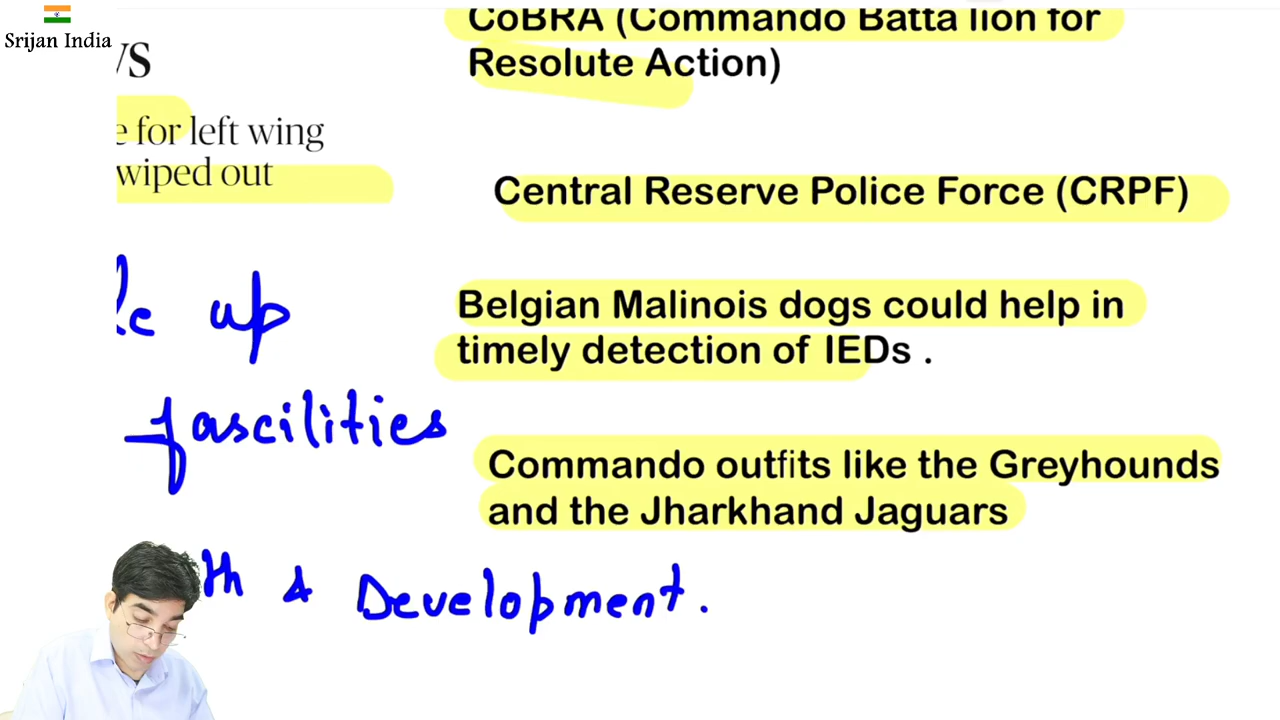 Srijan India
CoBRA (Commando Batta lion for
Resolute Action)
for left wing
wiped out
Central Reserve Police Force (CRPF)
up
Belgian Malinois dogs could help in
timely detection of IEDs .
fascilities
Commando outfits like the Greyhounds
and the Jharkhand Jaguars
& Development.